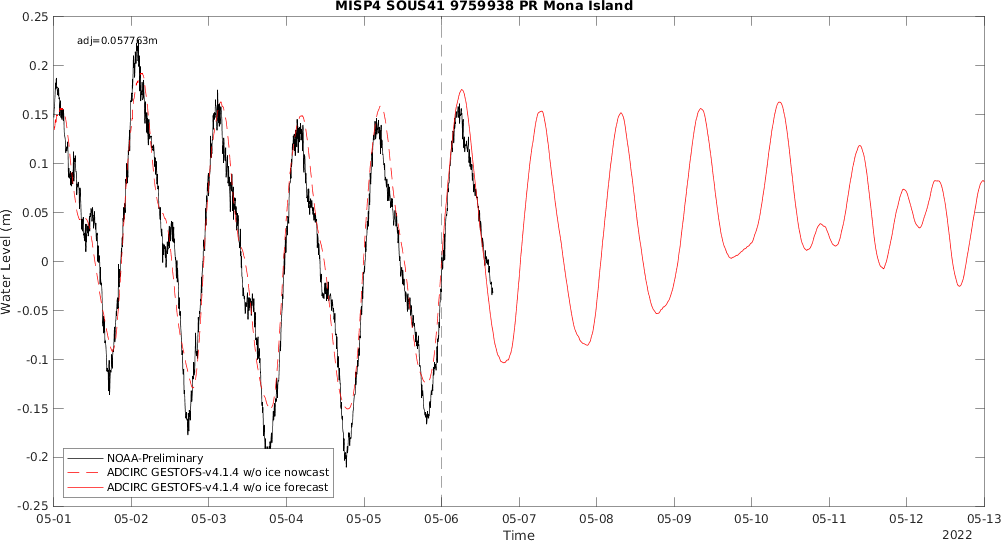 MISP4 SOUS41 9759938 PR Mona Island
adj=0.057763m
0.25
0.2
0.15
0.1
0.05
0
-0.05
-0.1
-0.15
-0.2
-0.25
Water Level (m)
NOAA-Preliminary
ADCIRC GESTOFS-v4.1.4 w/o ice nowcast
ADCIRC GESTOFS-v4.1.4 w/o ice forecast
05-01 05-02 05-03 05-04 05-05 05-06 05-07 05-08 05-09 05-10 05-11 05-12 05-13
Time
2022